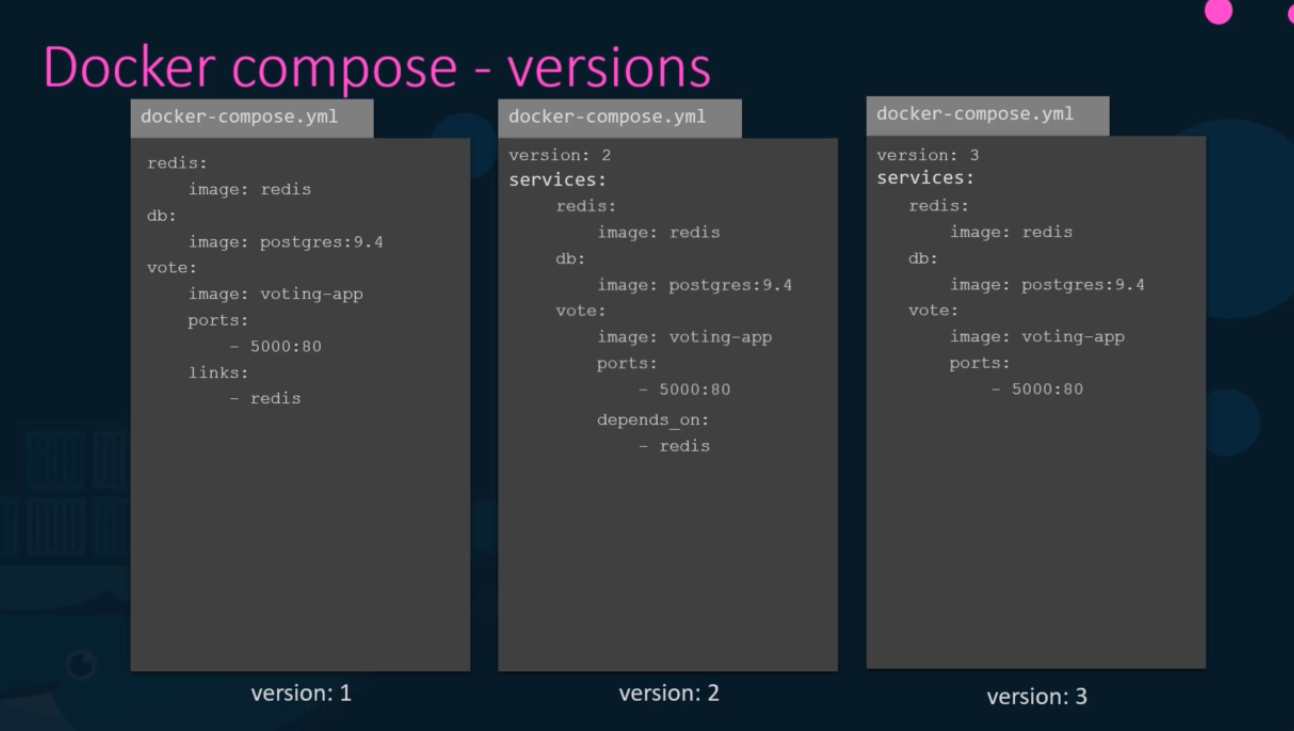 Docker compose - versions
docker-compose.yml
redis:
    image: redis
db:
    image: postgres:9.4
vote:
    image: voting-app
    ports:
        - 5000:80
    links:
        - redis
version: 1
docker-compose.yml
version: 2
services:
    redis:
        image: redis
    db:
        image: postgres:9.4
    vote:
        image: voting-app
        ports:
            - 5000:80
        depends_on:
            - redis
version: 2
docker-compose.yml
version: 3
services:
    redis:
        image: redis
    db:
        image: postgres:9.4
    vote:
        image: voting-app
        ports:
            - 5000:80
version: 3